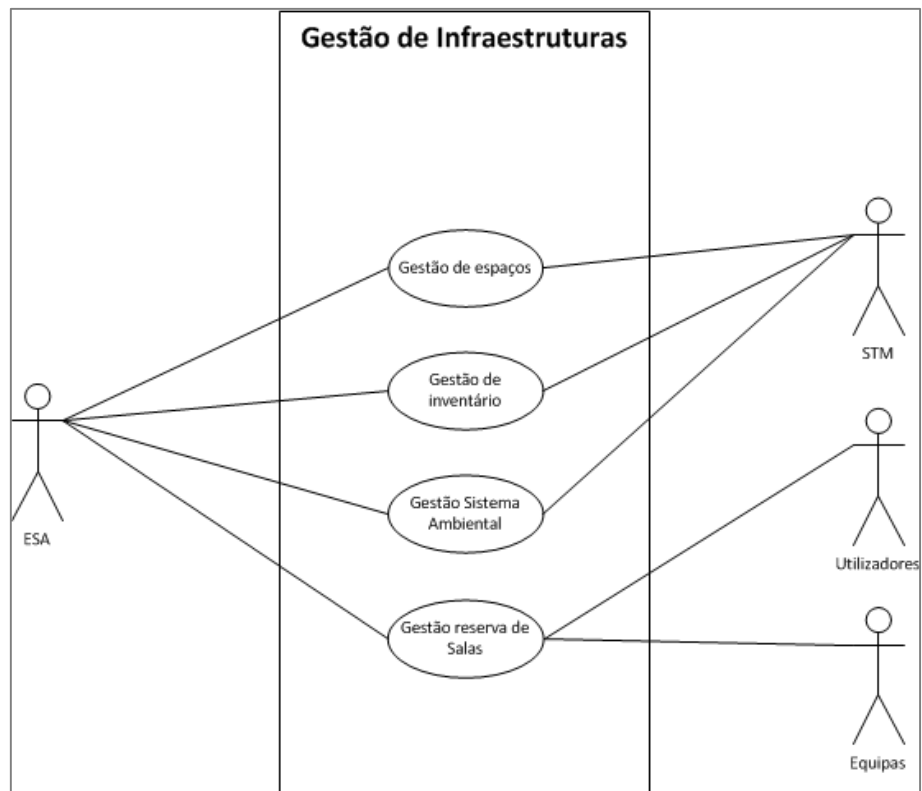 Gestão de Infraestruturas
Gestão de espaços
STM
Gestão de
inventário
Gestão Sistema
Ambiental
ESA
Utilizadores
Gestão reserva de
Salas
Equipas